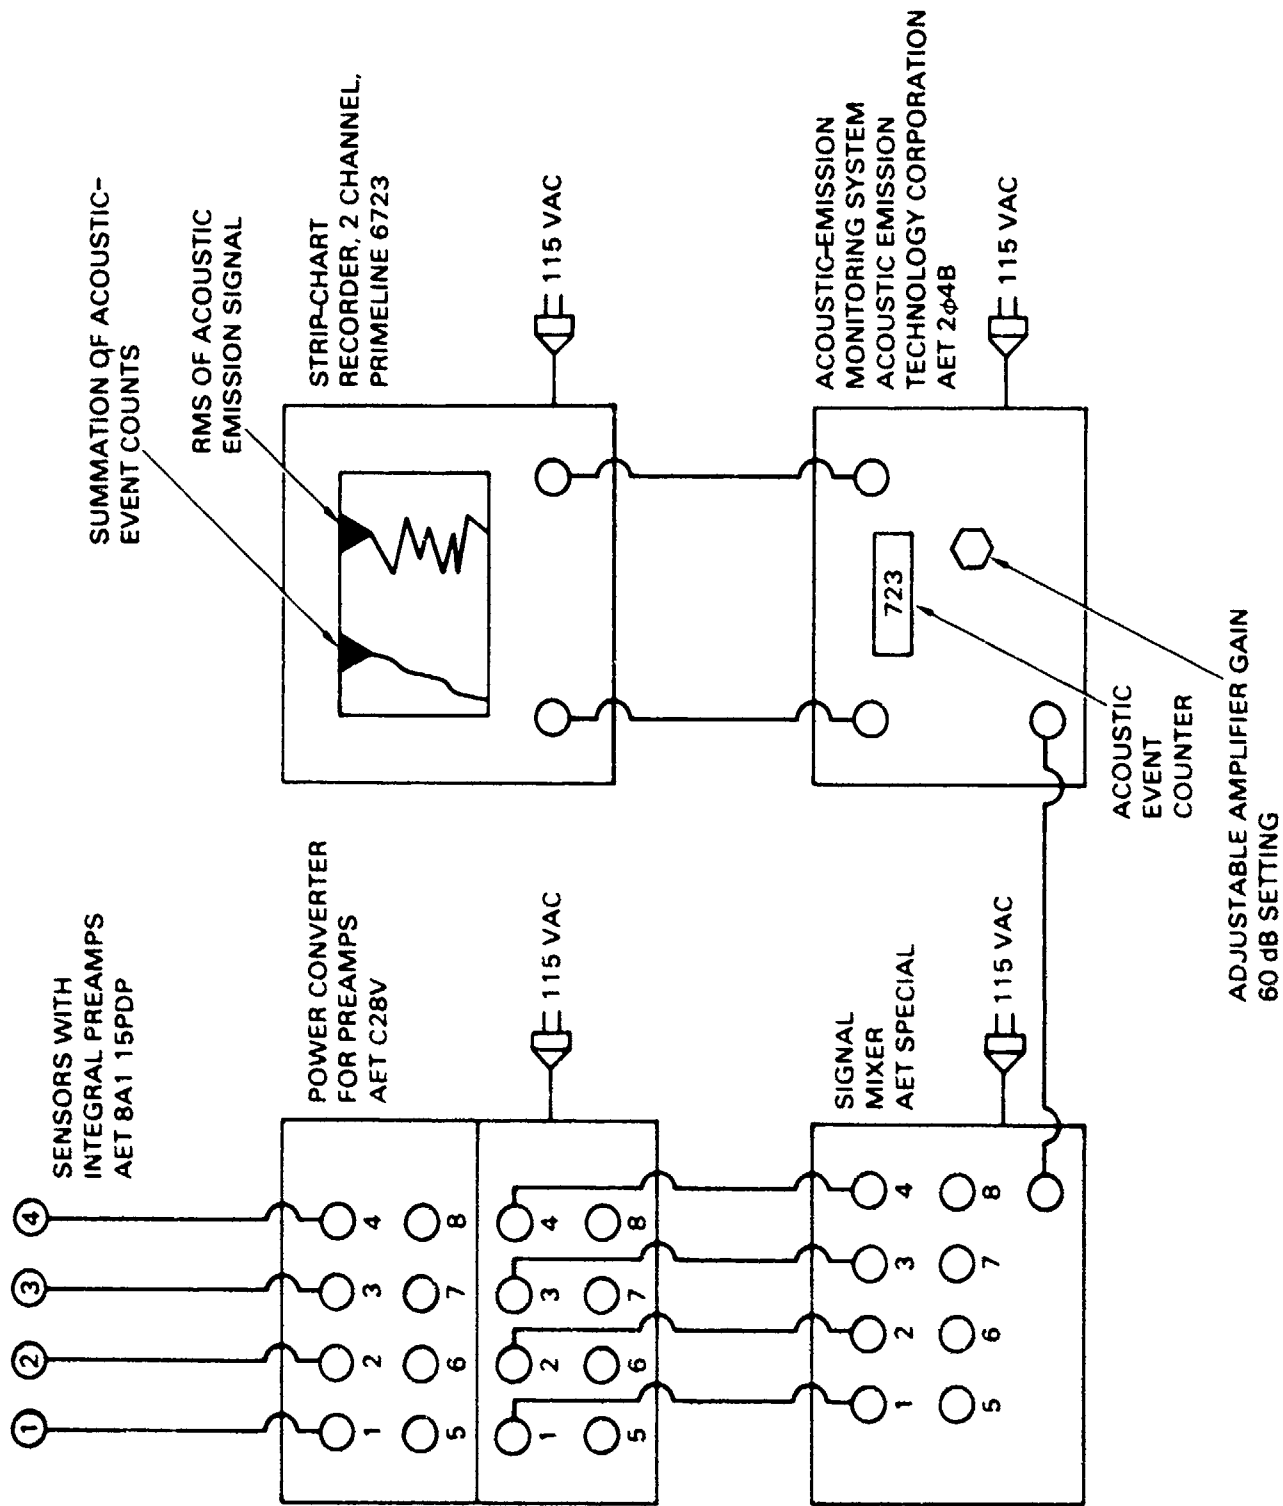 SENSORS WITH
INTEGRAL PREAMPS
AET 8A1 15PDP
1
2
3
4
POWER CONVERTER
FOR PREAMPS
AET C28V
1 2 3 4
5 6 7 8
1 2 3 4
5 6 7 8
115 VAC
SIGNAL
MIXER
AET SPECIAL
1 2 3 4
5 6 7 8
115 VAC
SUMMATION OF ACOUSTIC-
EVENT COUNTS
RMS OF ACOUSTIC
EMISSION SIGNAL
STRIP-CHART
RECORDER, 2 CHANNEL,
PRIMELINE 6723
115 VAC
ACOUSTIC-EMISSION
MONITORING SYSTEM
ACOUSTIC EMISSION
TECHNOLOGY CORPORATION
AET 2φ4B
115 VAC
723
ACOUSTIC
EVENT
COUNTER
ADJUSTABLE AMPLIFIER GAIN
60 dB SETTING